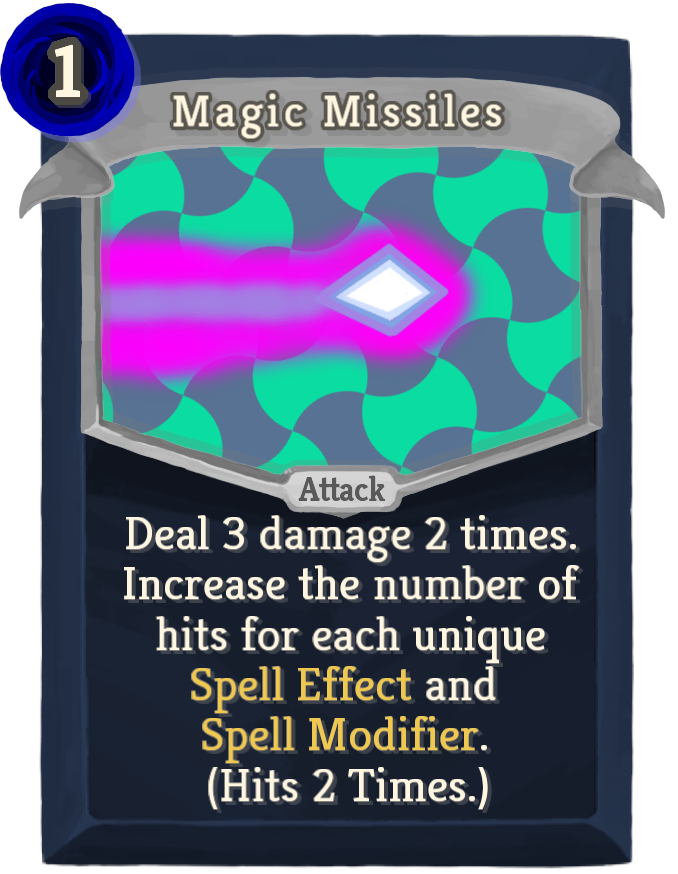 1
Magic Missiles
Attack
Deal 3 damage 2 times.
Increase the number of
hits for each unique
Spell Effect and
Spell Modifier.
(Hits 2 Times.)